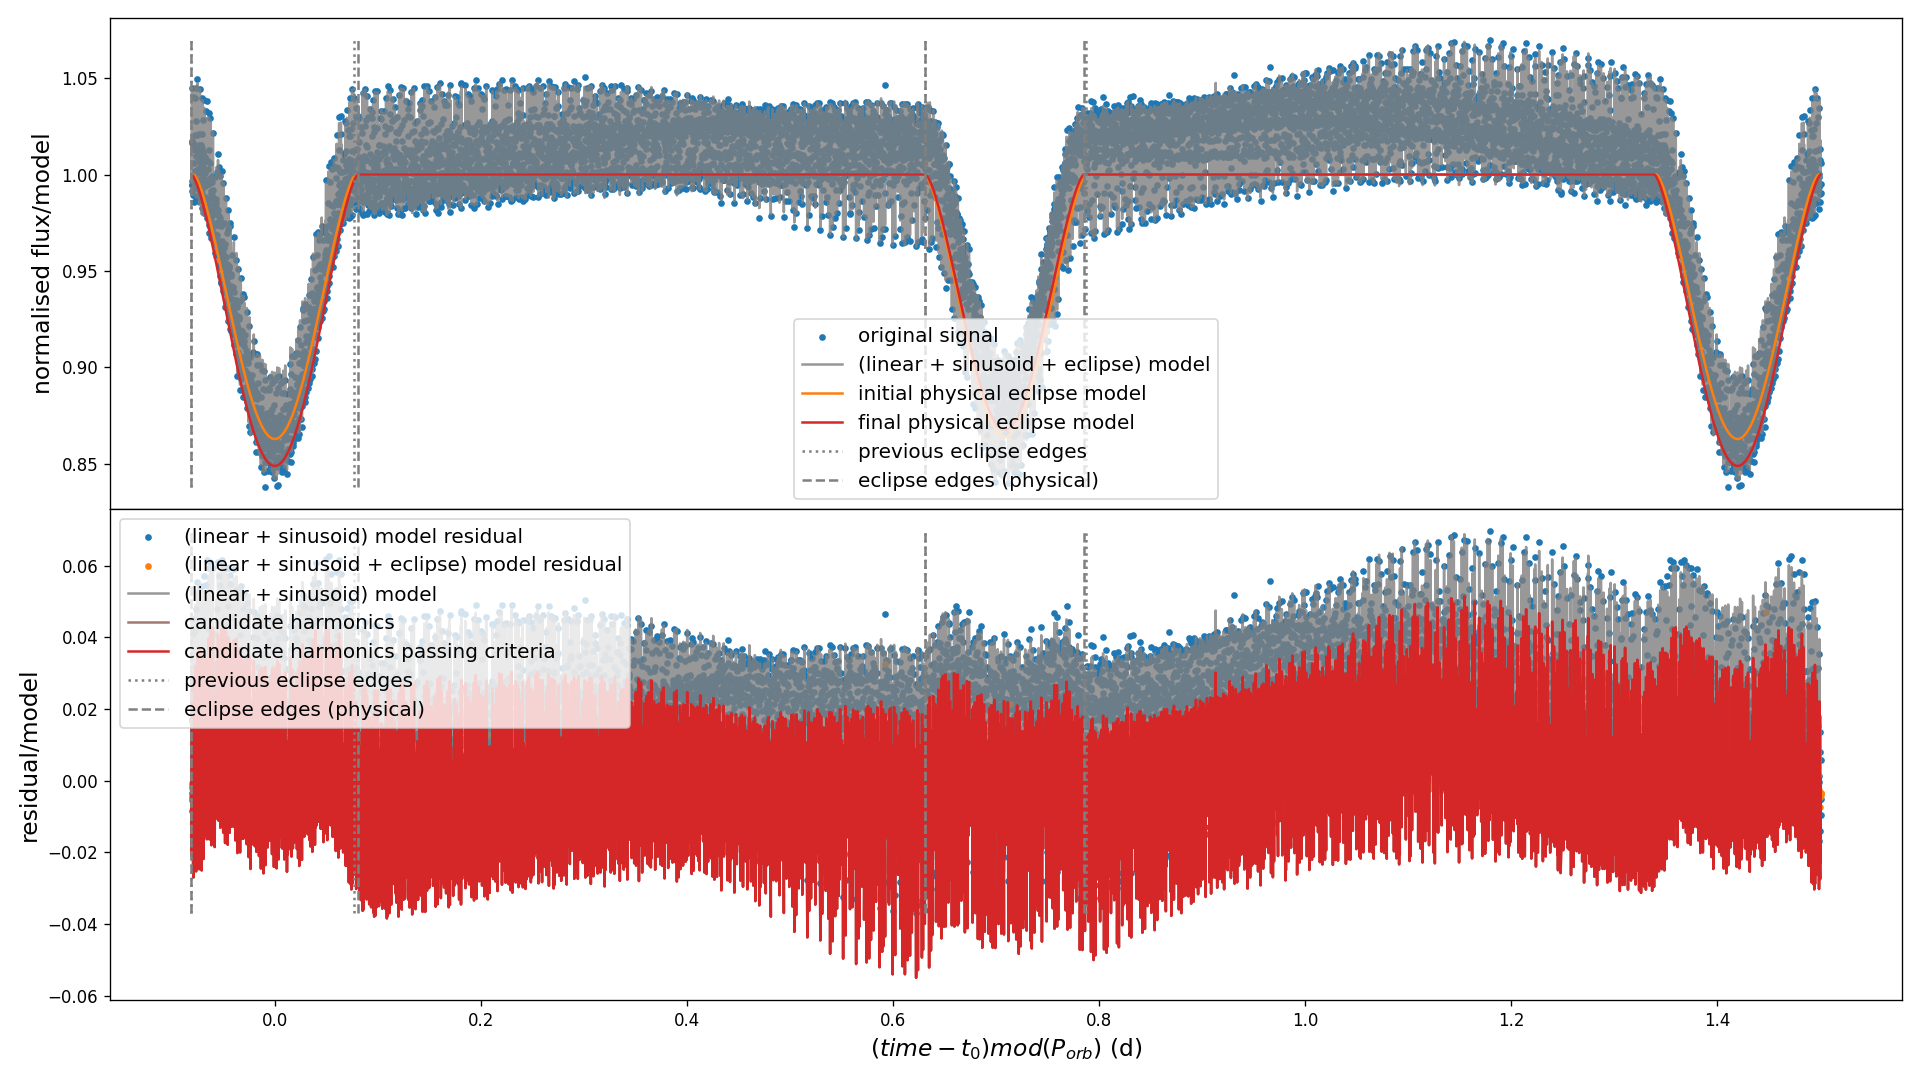 normalised flux/model
1.05
1.00
0.95
0.90
0.85
original signal
(linear + sinusoid + eclipse) model
initial physical eclipse model
final physical eclipse model
previous eclipse edges
eclipse edges (physical)
residual/model
0.06
0.04
0.02
0.00
−0.02
−0.04
−0.06
(linear + sinusoid) model residual
(linear + sinusoid + eclipse) model residual
(linear + sinusoid) model
candidate harmonics
candidate harmonics passing criteria
previous eclipse edges
eclipse edges (physical)
0.0 0.2 0.4 0.6 0.8 1.0 1.2 1.4
(time − t₀)mod(Pₒᵣb) (d)